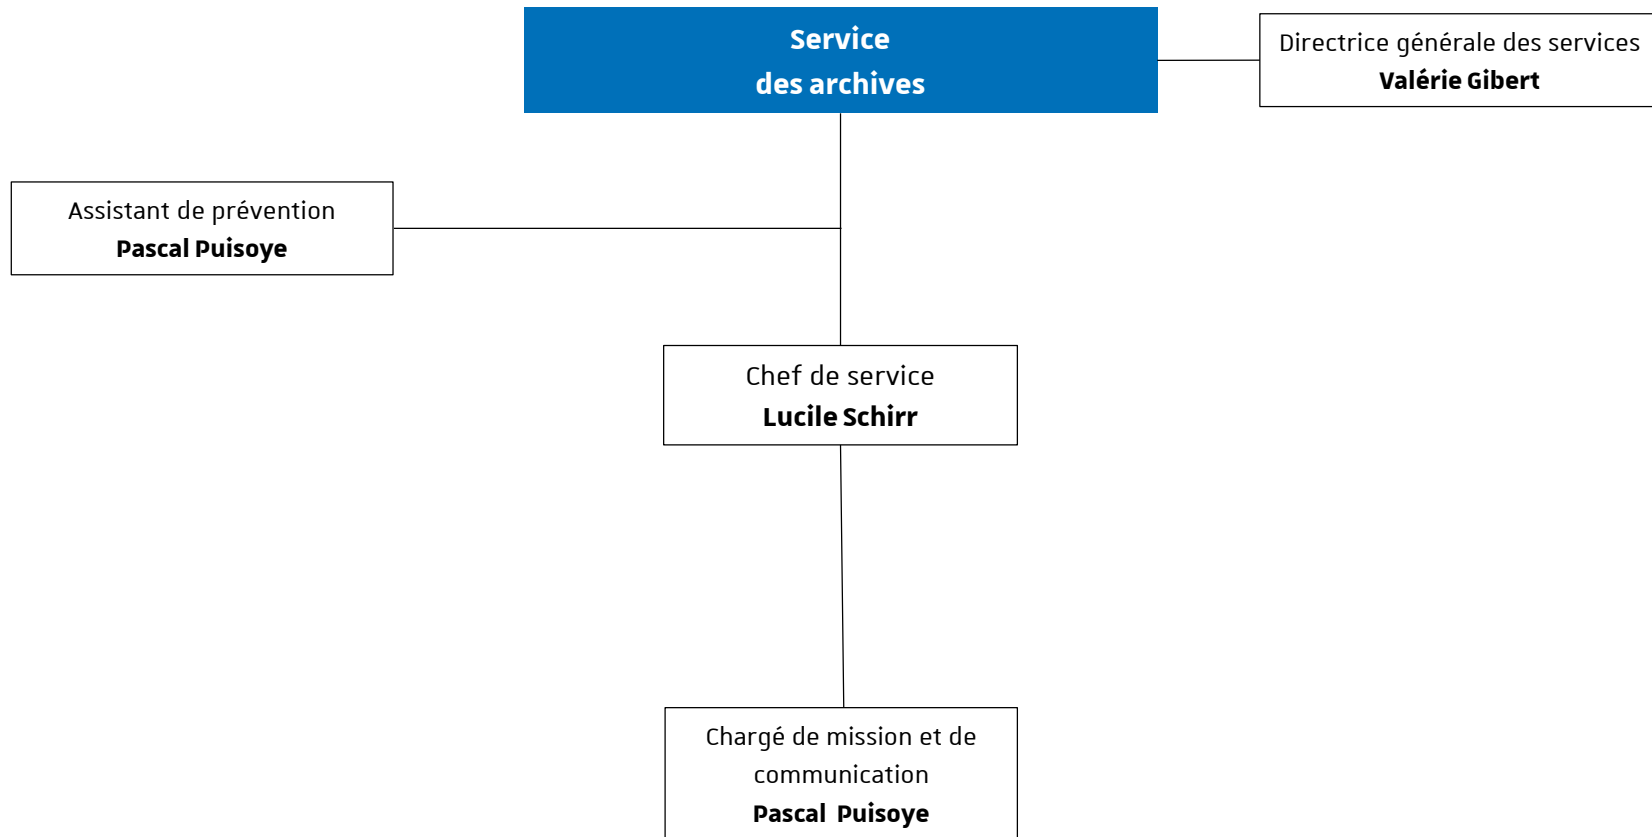 Service
des archives
Directrice générale des services
Valérie Gibert
Assistant de prévention
Pascal Puisoye
Chef de service
Lucile Schirr
Chargé de mission et de
communication
Pascal Puisoye